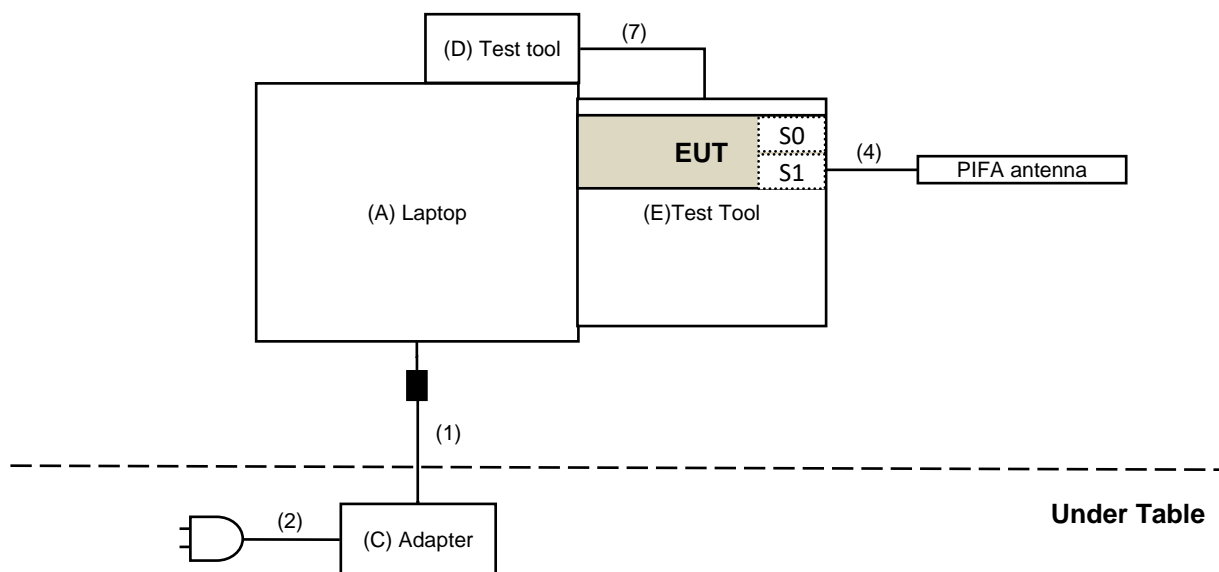 (D) Test tool
(7)
EUT
S0
S1
(4)
PIFA antenna
(A) Laptop
(E)Test Tool
(1)
Under Table
(2)
(C) Adapter